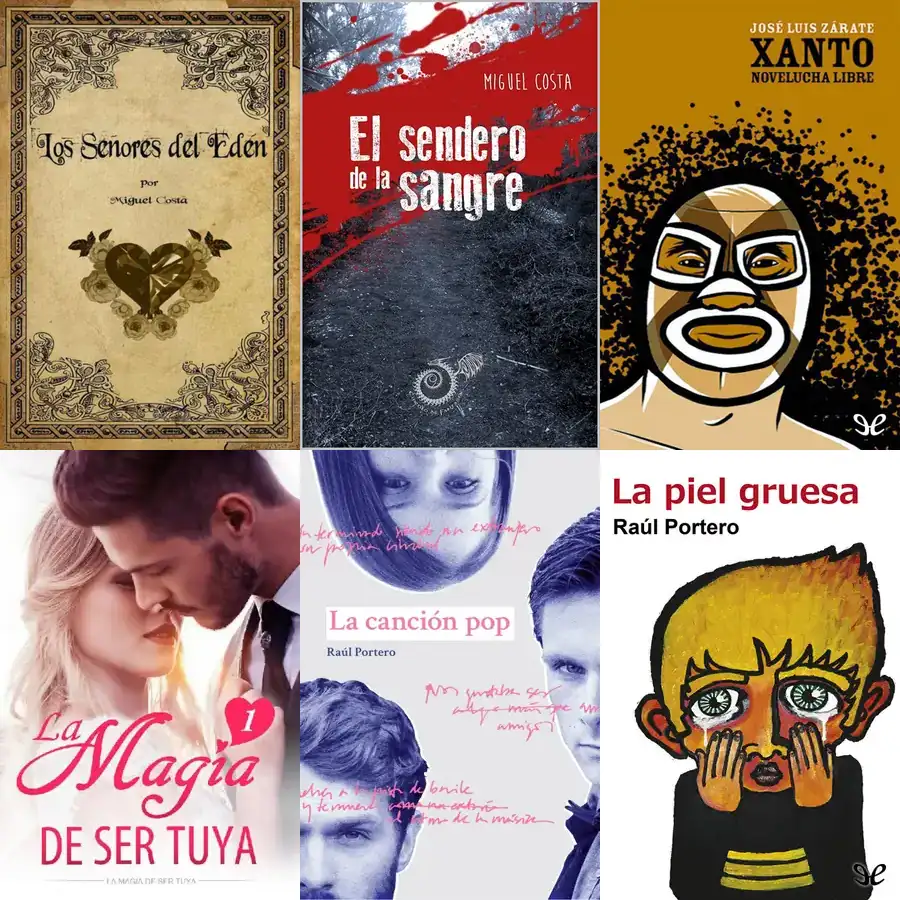 Los Señores del Edén
Por
Miguel Costa
MIGUEL COSTA
El sendero
de la sangre
JOSÉ LUIS ZÁRATE
XANTO
NOVELUCHA LIBRE
La
Magia
1
DE SER TUYA
LA MAGIA DE SER TUYA
La canción pop
Raúl Portero
amigos
La piel gruesa
Raúl Portero